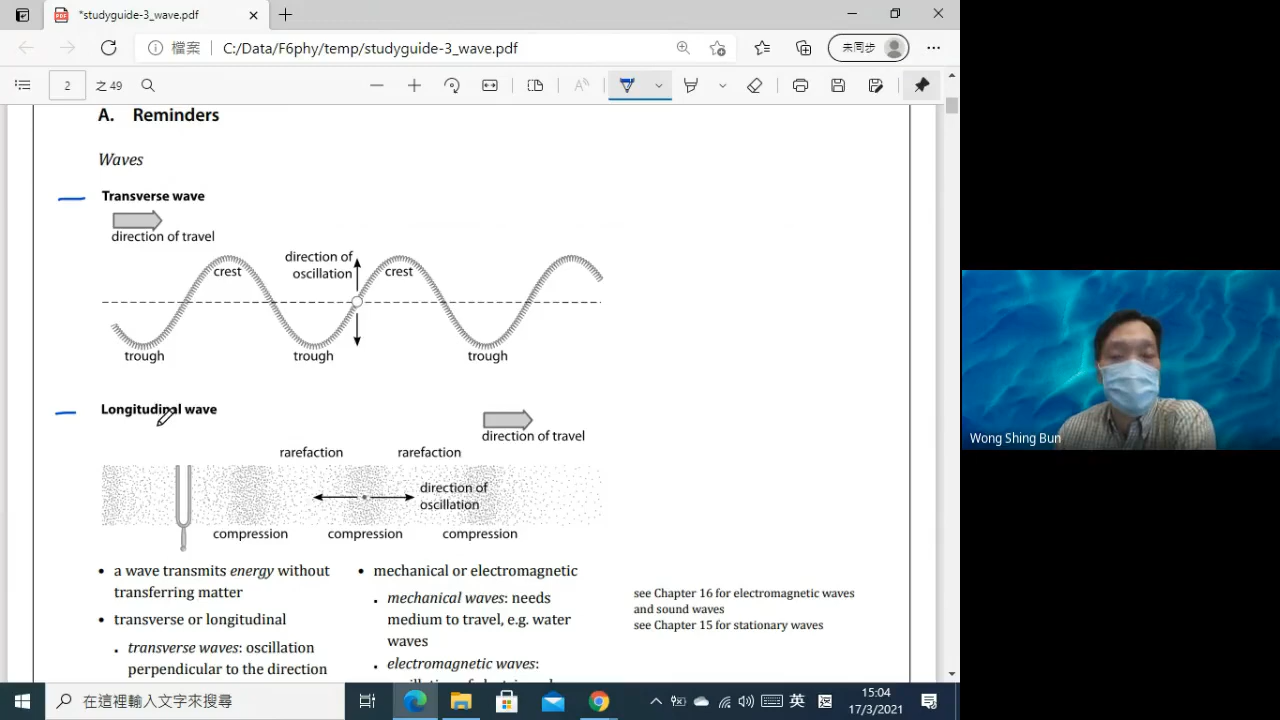 *studyguide-3_wave.pdf
檔案
C:/Data/F6phy/temp/studyguide-3_wave.pdf
未同步
2
之 49
A. Reminders
Waves
Transverse wave
direction of travel
direction of
oscillation
crest
crest
trough
trough
trough
Longitudinal wave
direction of travel
rarefaction
rarefaction
direction of
oscillation
compression
compression
compression
• a wave transmits energy without
transferring matter
• transverse or longitudinal
. transverse waves: oscillation
perpendicular to the direction
• mechanical or electromagnetic
. mechanical waves: needs
medium to travel, e.g. water
waves
. electromagnetic waves:
see Chapter 16 for electromagnetic waves
and sound waves
see Chapter 15 for stationary waves
Wong Shing Bun
在這裡輸入文字來搜尋
英
15:04
17/3/2021